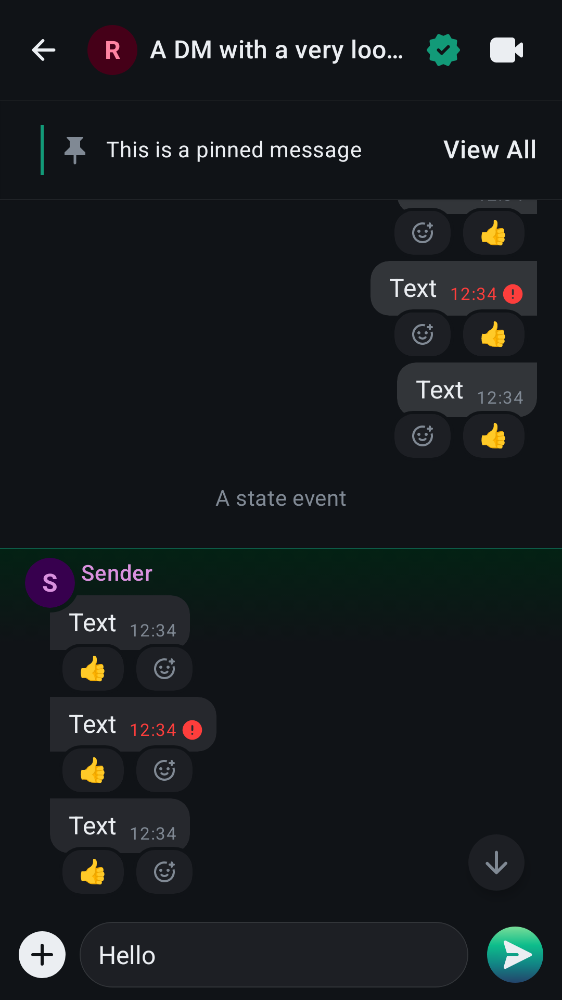 R
A DM with a very loo…
This is a pinned message
View All
Text 12:34
Text 12:34
A state event
S
Sender
Text 12:34
Text 12:34
Text 12:34
Hello